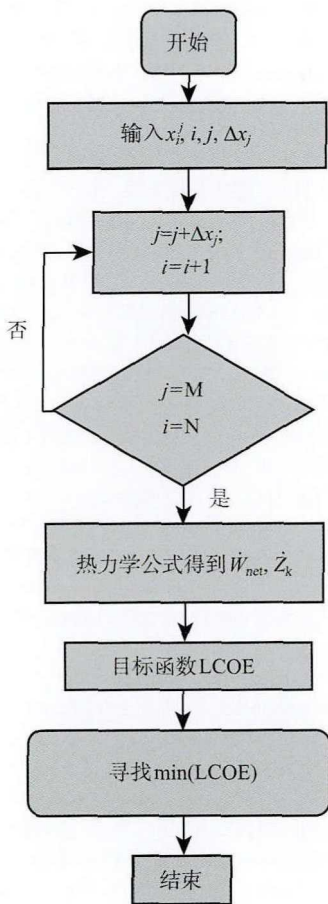 开始
输入x_i^j, i, j, Δx_j
j=j+Δx_j;
i=i+1
否
j=M
i=N
是
热力学公式得到Ẇ_net, Ż_k
目标函数LCOE
寻找min(LCOE)
结束